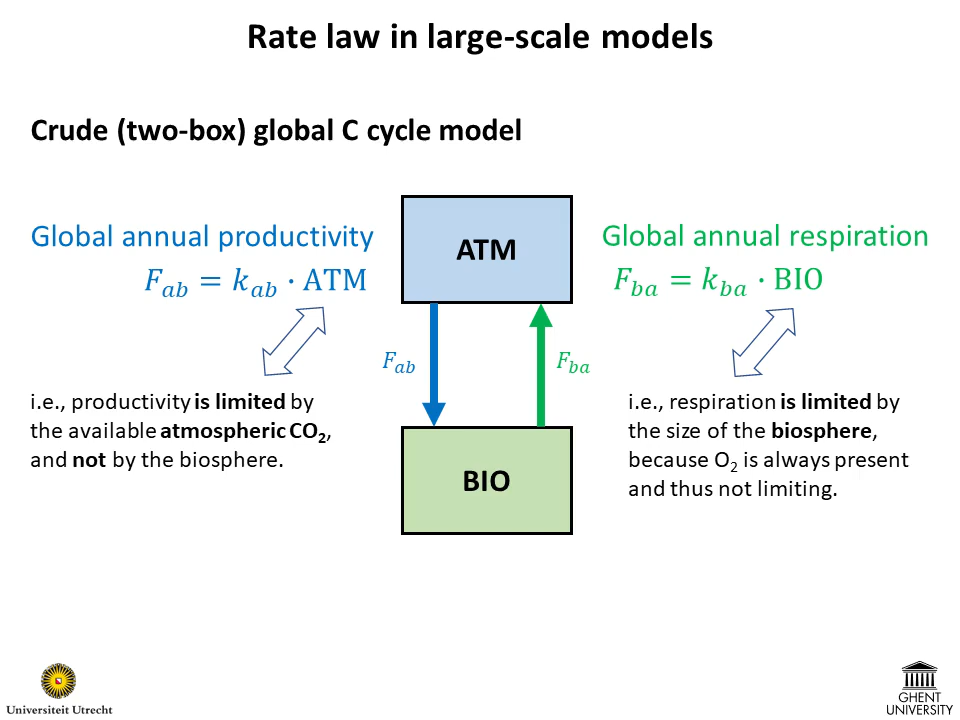 Rate law in large-scale models
Crude (two-box) global C cycle model
Global annual productivity
F_ab = k_ab · ATM
ATM
Global annual respiration
F_ba = k_ba · BIO
F_ab
F_ba
i.e., productivity is limited by
the available atmospheric CO₂,
and not by the biosphere.
BIO
i.e., respiration is limited by
the size of the biosphere,
because O₂ is always present
and thus not limiting.
Universiteit Utrecht
GHENT
UNIVERSITY